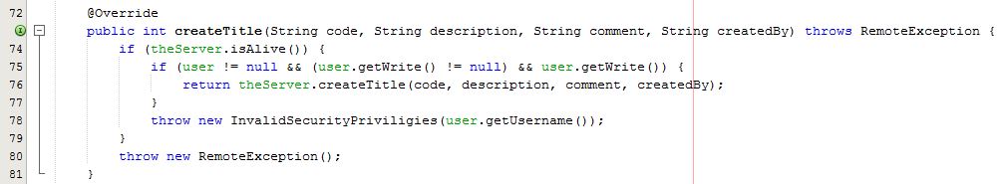 72 @Override
public int createTitle(String code, String description, String comment, String createdBy) throws RemoteException {
74 if (theServer.isAlive()) {
75 if (user != null && (user.getWrite() != null) && user.getWrite()) {
76 return theServer.createTitle(code, description, comment, createdBy);
77 }
78 throw new InvalidSecurityPriviligies(user.getUsername());
79 }
80 throw new RemoteException();
81 }